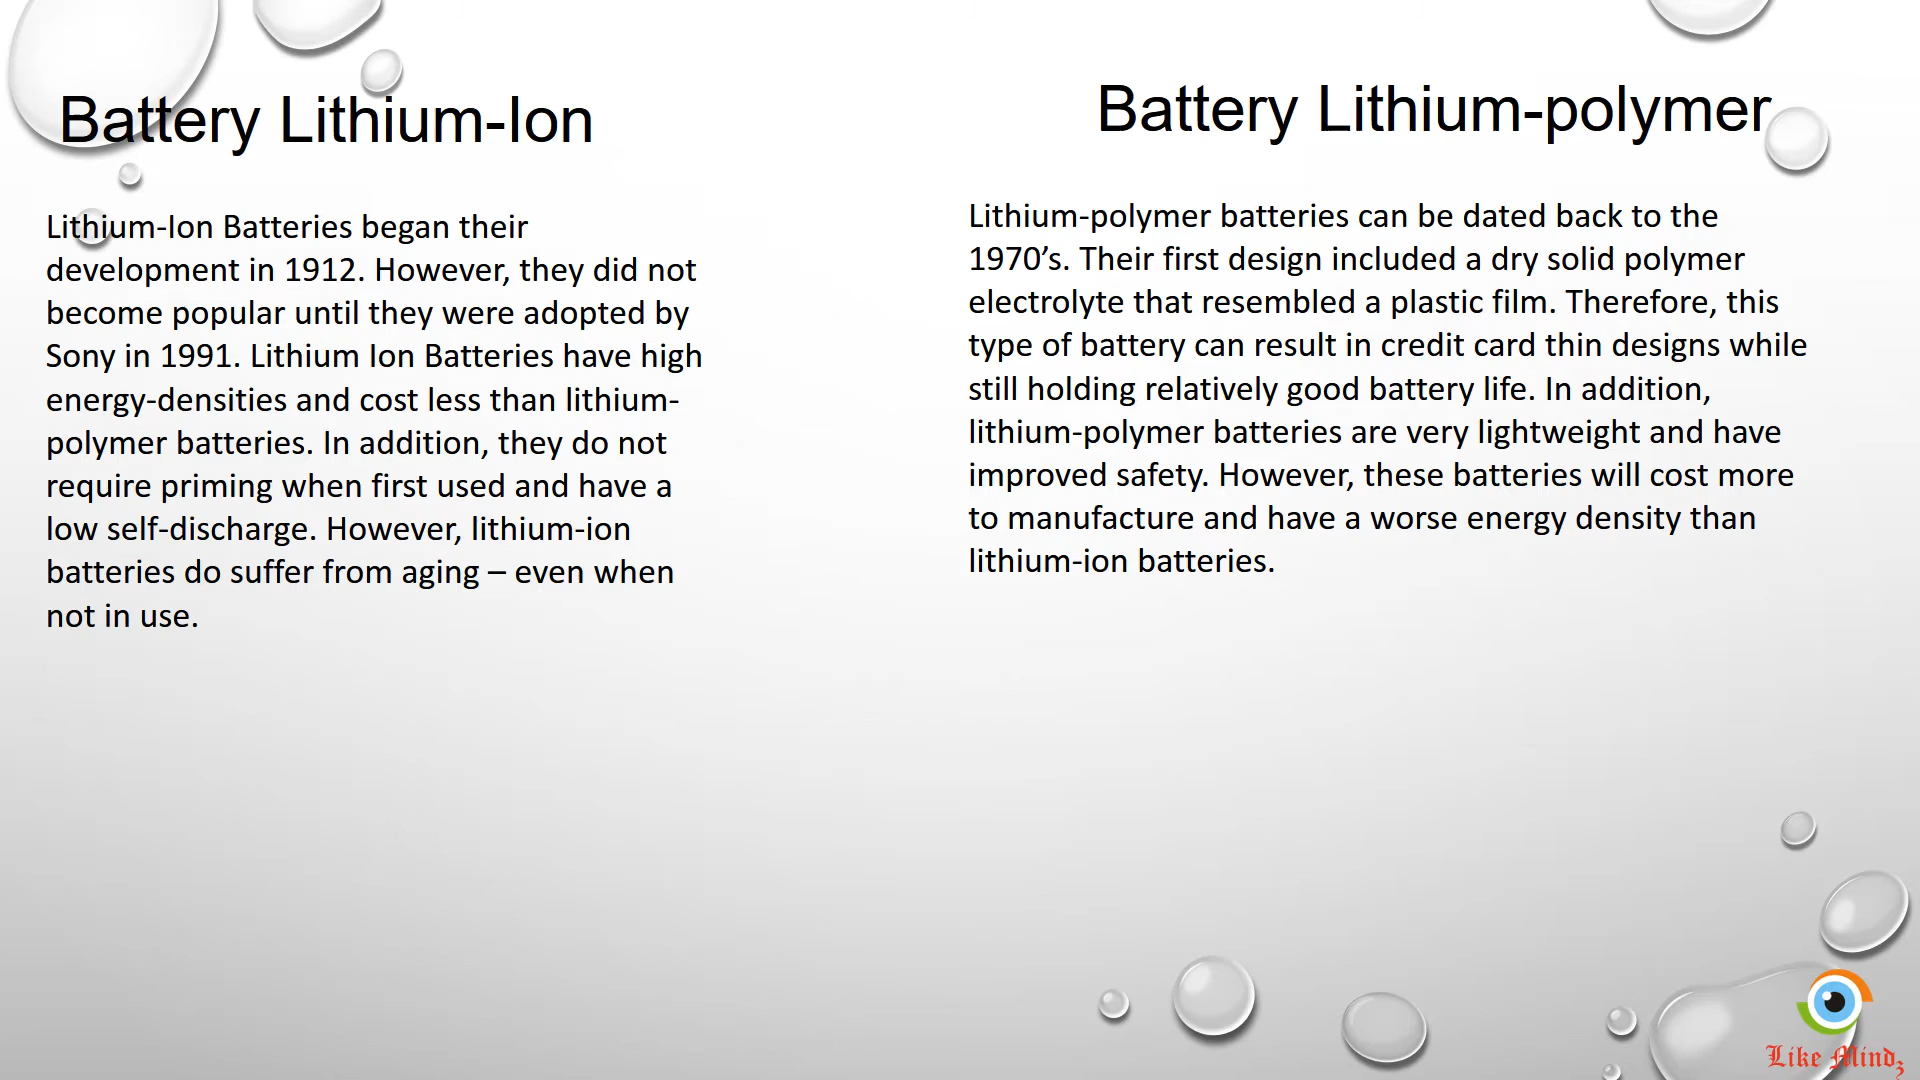 Battery Lithium-Ion
Lithium-Ion Batteries began their
development in 1912. However, they did not
become popular until they were adopted by
Sony in 1991. Lithium Ion Batteries have high
energy-densities and cost less than lithium-
polymer batteries. In addition, they do not
require priming when first used and have a
low self-discharge. However, lithium-ion
batteries do suffer from aging – even when
not in use.
Battery Lithium-polymer
Lithium-polymer batteries can be dated back to the
1970’s. Their first design included a dry solid polymer
electrolyte that resembled a plastic film. Therefore, this
type of battery can result in credit card thin designs while
still holding relatively good battery life. In addition,
lithium-polymer batteries are very lightweight and have
improved safety. However, these batteries will cost more
to manufacture and have a worse energy density than
lithium-ion batteries.
Like Mindz